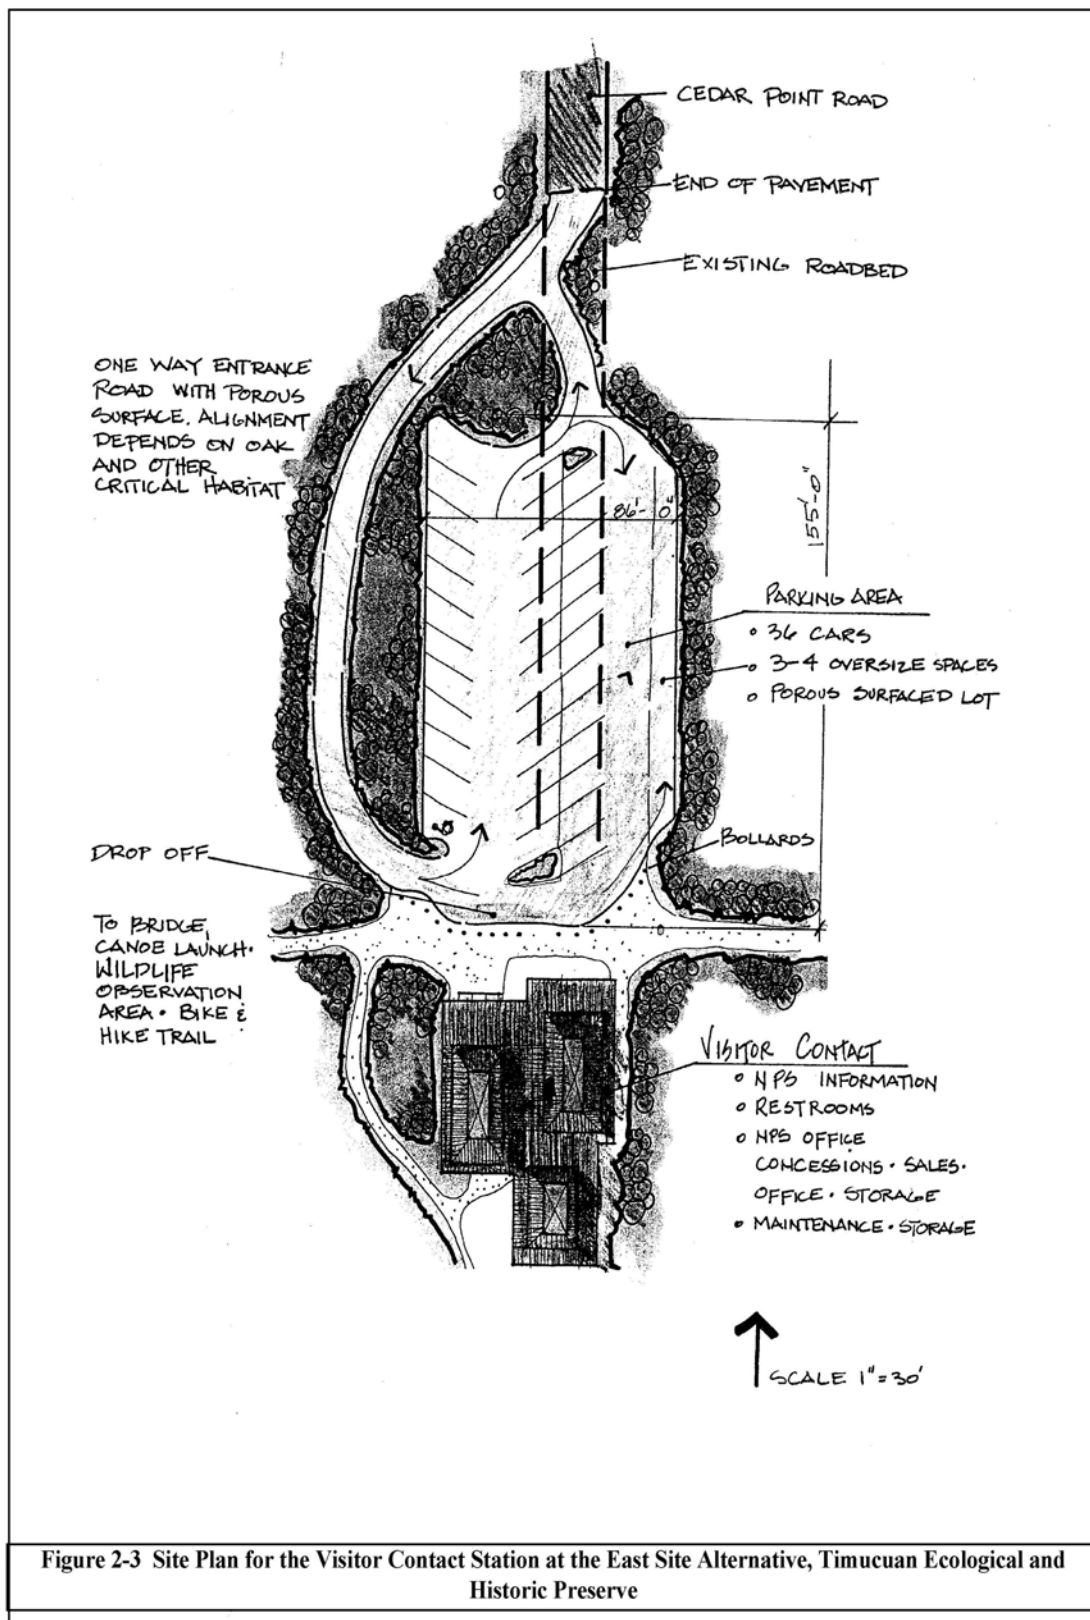 CEDAR POINT ROAD
END OF PAVEMENT
EXISTING ROADBED
ONE WAY ENTRANCE
ROAD WITH POROUS
SURFACE. ALIGNMENT
DEPENDS ON OAK
AND OTHER
CRITICAL HABITAT
86'-0"
155'-0"
PARKING AREA
36 CARS
3-4 OVERSIZE SPACES
POROUS SURFACED LOT
BOLLARDS
DROP OFF
TO BRIDGE,
CANOE LAUNCH •
WILDLIFE
OBSERVATION
AREA • BIKE &
HIKE TRAIL
VISITOR CONTACT
NPS INFORMATION
RESTROOMS
NPS OFFICE
CONCESSIONS • SALES •
OFFICE • STORAGE
MAINTENANCE • STORAGE
SCALE 1"=30'
Figure 2-3 Site Plan for the Visitor Contact Station at the East Site Alternative, Timucuan Ecological and
Historic Preserve